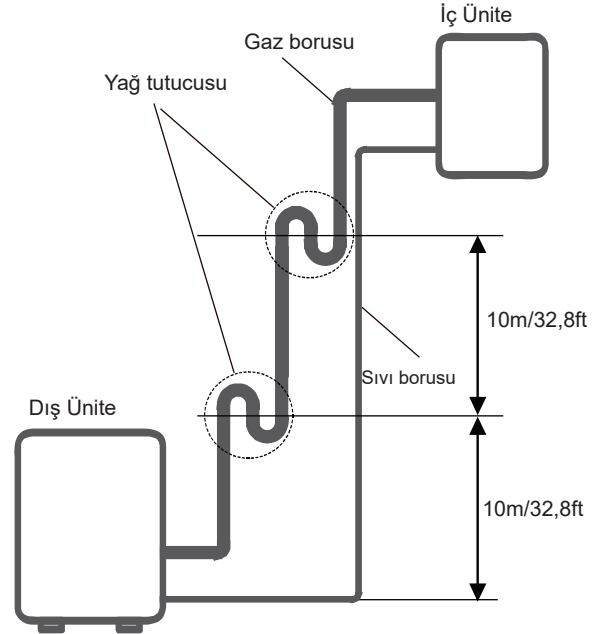 İç Ünite
Gaz borusu
Yağ tutucusu
10m/32,8ft
Sıvı borusu
Dış Ünite
10m/32,8ft